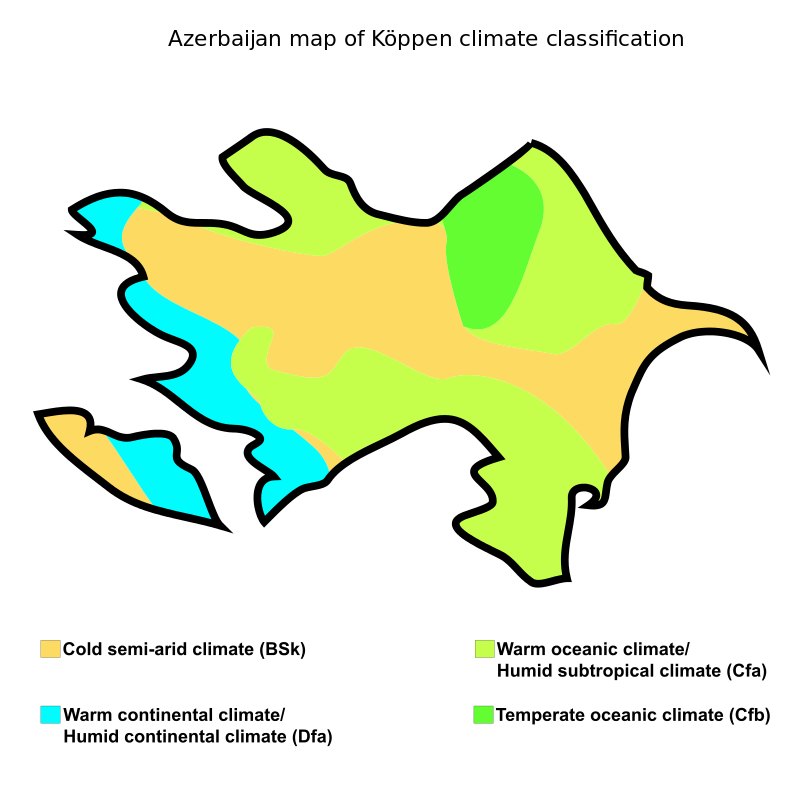 Azerbaijan map of Köppen climate classification
Cold semi-arid climate (BSk)
Warm oceanic climate/
Humid subtropical climate (Cfa)
Warm continental climate/
Humid continental climate (Dfa)
Temperate oceanic climate (Cfb)